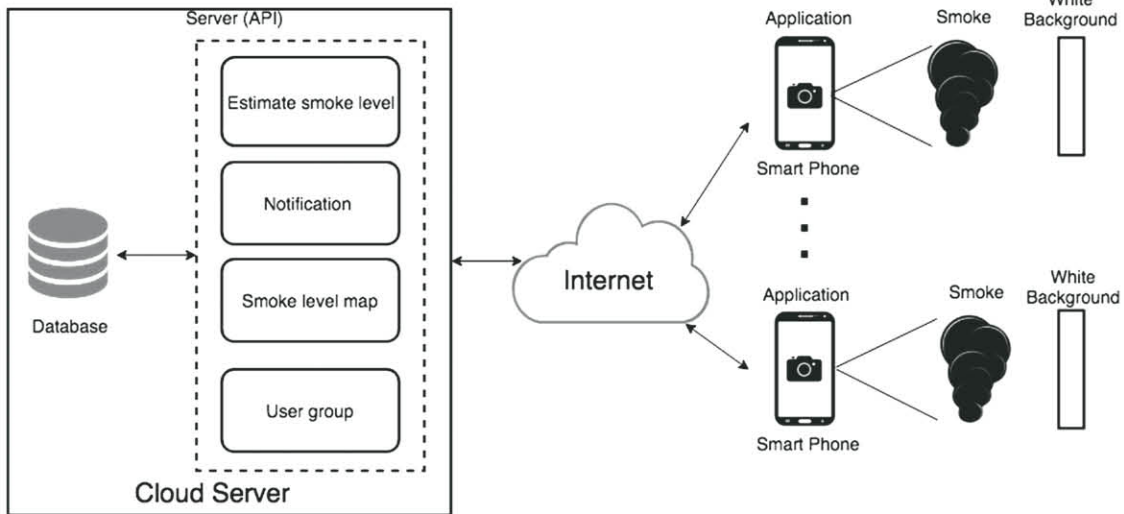 Server (API)
Estimate smoke level
Notification
Smoke level map
User group
Database
Cloud Server
Internet
Application
Smart Phone
Smoke
White
Background
Application
Smart Phone
Smoke
White
Background